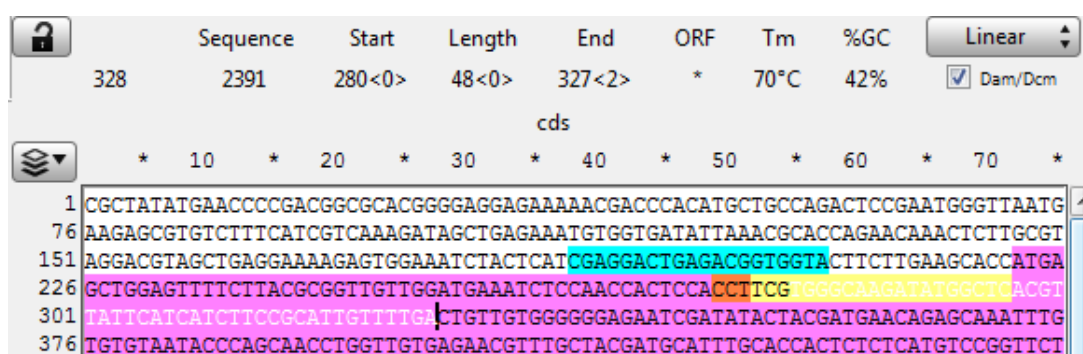 Sequence Start Length End ORF Tm %GC Linear
328 2391 280<0> 48<0> 327<2> * 70°C 42% Dam/Dcm
cds
* 10 * 20 * 30 * 40 * 50 * 60 * 70 *
1 CGCTATATGAACCCCGACGGCGCACGGGGAGGAGAAAAACGACCCACATGCTGCCAGACTCCGAATGGGTTAATG
76 AAGAGCGTGTCTTTCATCGTCAAAGATAGCTGAGAAATGTGGTGATATTAAACGCACCAGAACAAACTCTTGCGT
151 AGGACGTAGCTGAGGAAAAGAGTGGAAATCTACTCATCGAGGACTGAGACGGTGGTACTTCTTGAAGCACCATGA
226 GCTGGAGTTTTCTTACGCGGTTGTTGGATGAAATCTCCAACCACTCCACCTTCGTGGGCAAGATATGGCTCACGT
301 TATTCATCATCTTCCGCATTGTTTTGACTGTTGTGGGGGGAGAATCGATATACTACGATGAACAGAGCAAATTTG
376 TGTGTAATACCCAGCAACCTGGTTGTGAGAACGTTTGCTACGATGCATTTGCACCACTCTCTCATGTCCGGTTCT